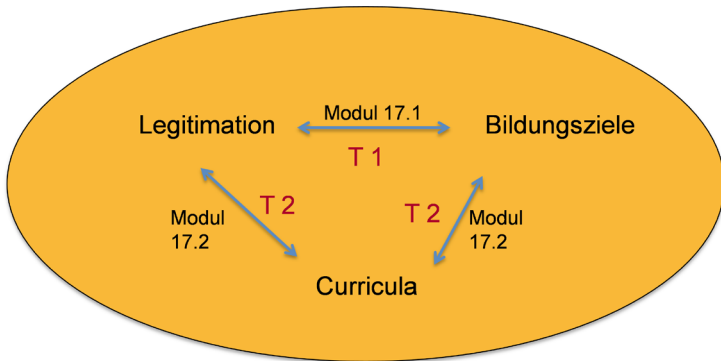 Modul 17.1
Legitimation
Bildungsziele
T 1
T 2
T 2
Modul
17.2
Modul
17.2
Curricula